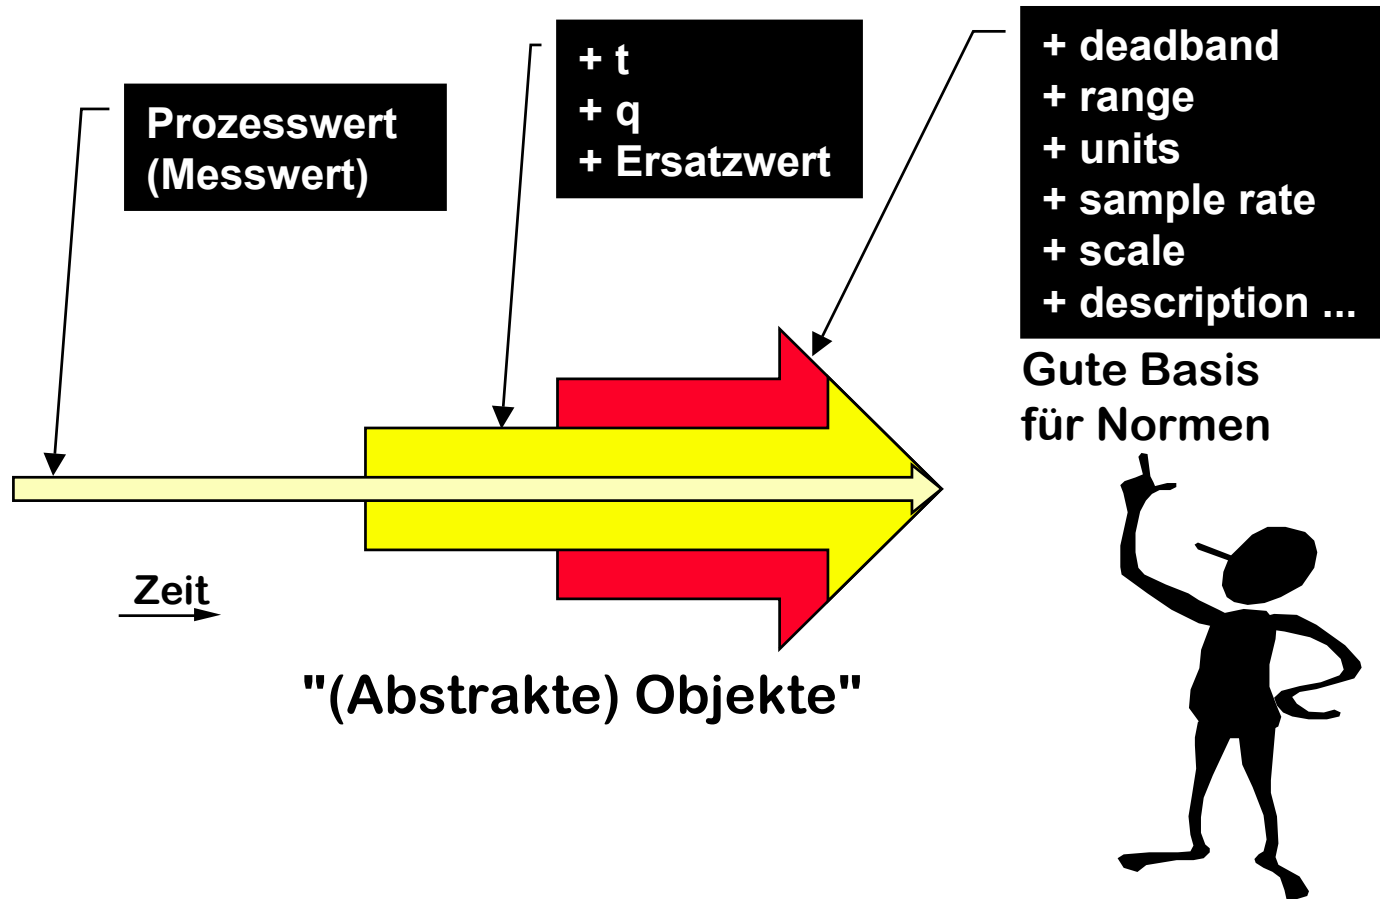 Prozesswert
(Messwert)
+ t
+ q
+ Ersatzwert
+ deadband
+ range
+ units
+ sample rate
+ scale
+ description ...
Gute Basis
für Normen
Zeit
"(Abstrakte) Objekte"